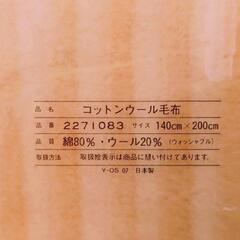 品名 コットンウール毛布
品番 2271083 サイズ 140cm×200cm
品質 綿80%・ウール20% (ウォッシャブル)
取扱方法 取扱絵表示は商品に縫い付けてあります。
Y-05.07 日本製